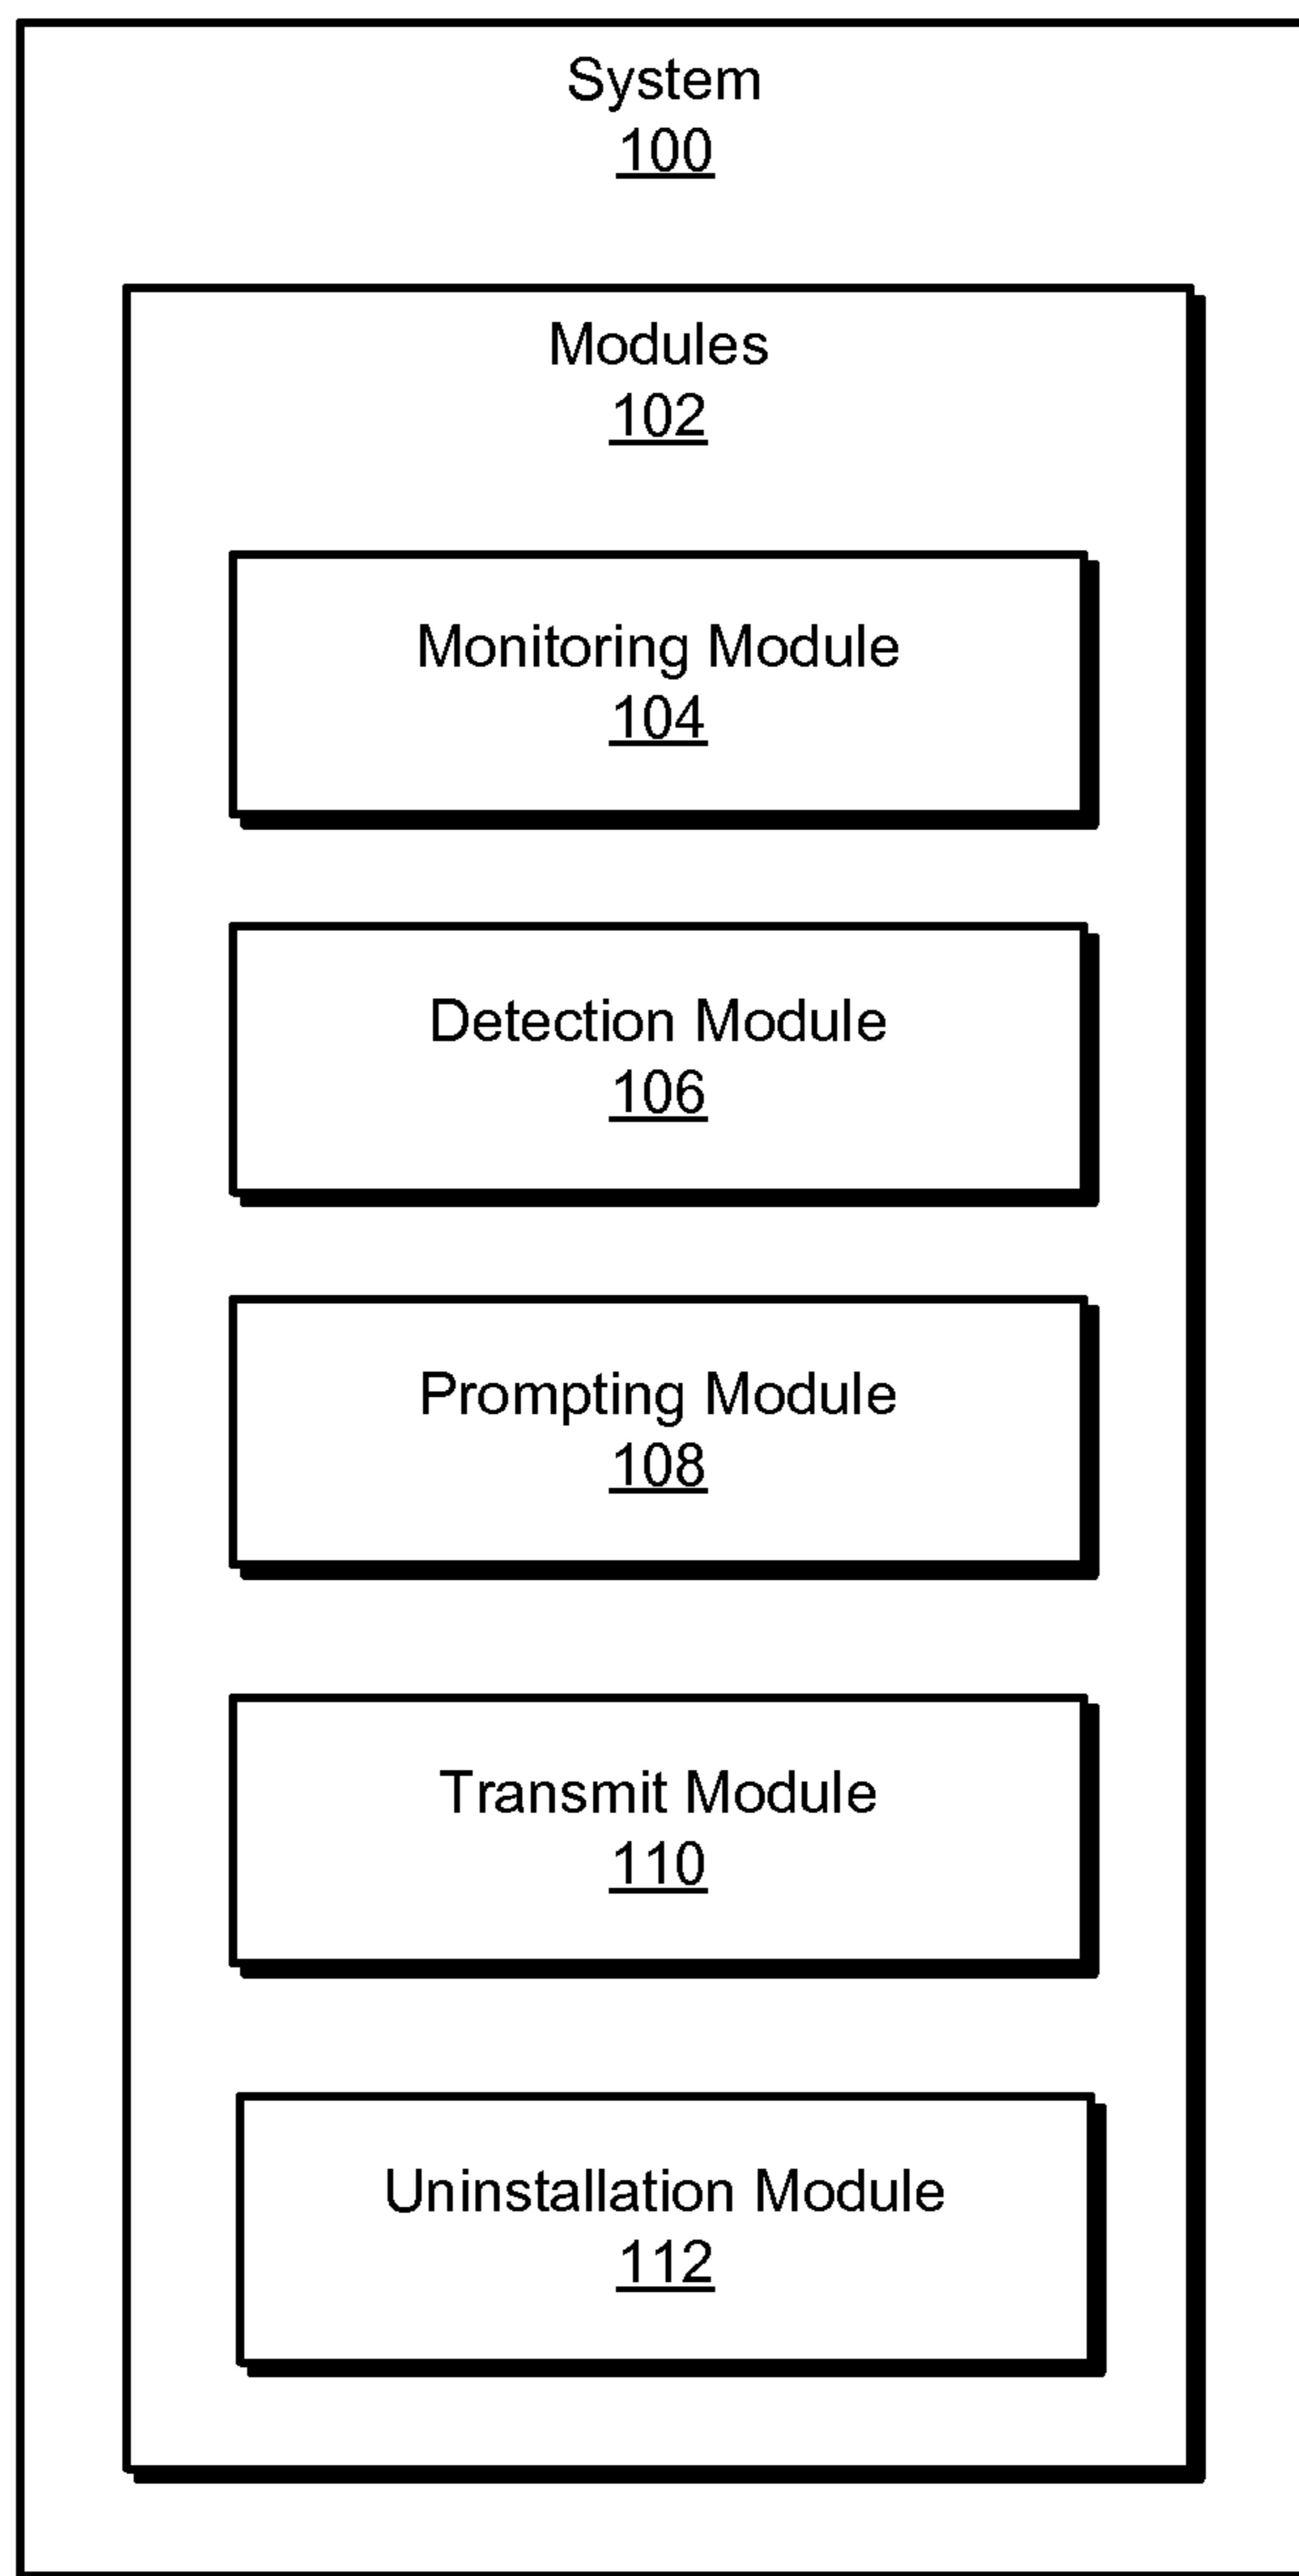 System
100
Modules
102
Monitoring Module
104
Detection Module
106
Prompting Module
108
Transmit Module
110
Uninstallation Module
112